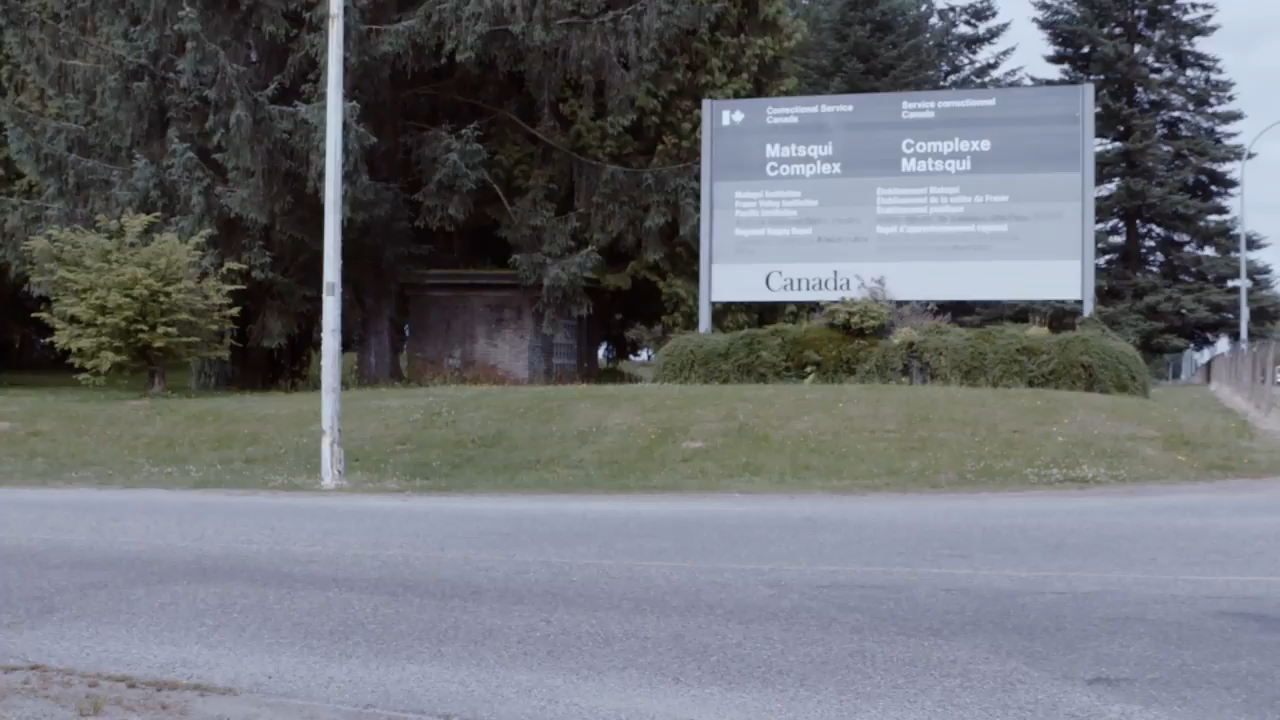 Correctional Service
Canada
Service correctionnel
Canada
Matsqui
Complex
Complexe
Matsqui
Matsqui Institution
Fraser Valley Institution
Pacific Institution
Établissement Matsqui
Établissement de la vallée du Fraser
Établissement
Regional Supply Depot
Dépôt d'approvisionnement régional
Canada